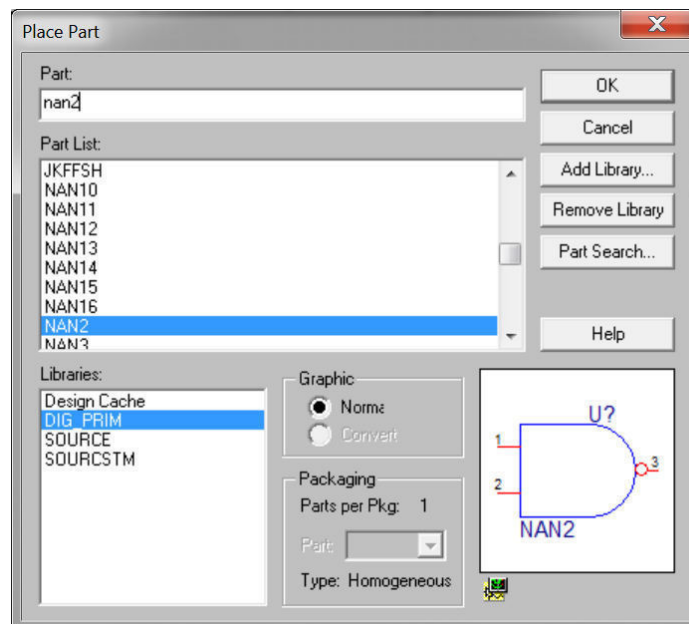 Place Part
X
Part:
nan2
OK
Cancel
Part List:
JKFFSH
NAN10
NAN11
NAN12
NAN13
NAN14
NAN15
NAN16
NAN2
NAN3
Add Library...
Remove Library
Part Search...
Help
Libraries:
Design Cache
DIG_PRIM
SOURCE
SOURCSTM
Graphic
Norma
Convert
Packaging
Parts per Pkg: 1
Part:
Type: Homogeneous
U?
1
2
3
NAN2